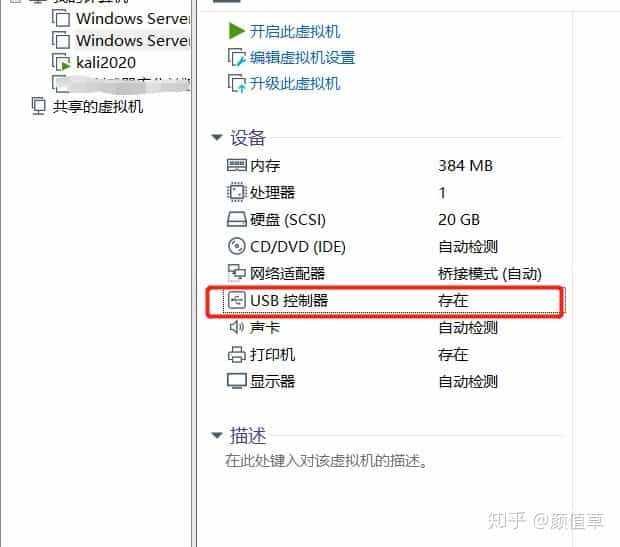 Windows Server
Windows Server
kali2020
共享的虚拟机
开启此虚拟机
编辑虚拟机设置
升级此虚拟机
设备
内存 384 MB
处理器 1
硬盘 (SCSI) 20 GB
CD/DVD (IDE) 自动检测
网络适配器 桥接模式 (自动)
USB 控制器 存在
声卡 自动检测
打印机 存在
显示器 自动检测
描述
在此处键入对该虚拟机的描述。
知乎 @颜值草